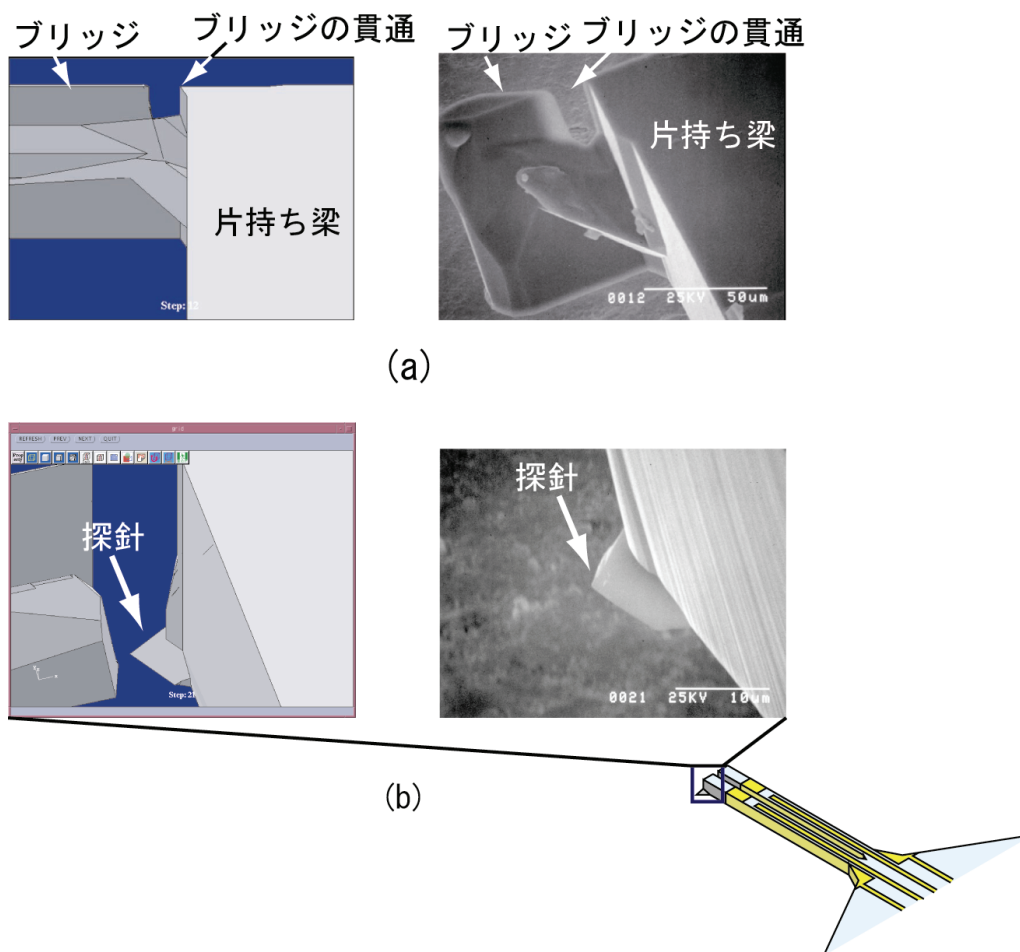 ブリッジ ブリッジの貫通
片持ち梁
Step: 12
ブリッジ ブリッジの貫通
片持ち梁
0012 25KV 50um
(a)
REFRESH PREV NEXT QUIT
探針
Step: 21
探針
0021 25KV 10um
(b)